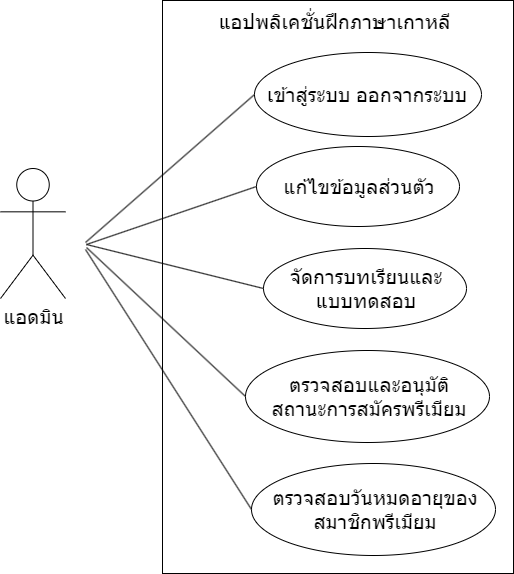 แอปพลิเคชั่นฝึกภาษาเกาหลี
เข้าสู่ระบบ ออกจากระบบ
แก้ไขข้อมูลส่วนตัว
จัดการบทเรียนและ
แบบทดสอบ
แอดมิน
ตรวจสอบและอนุมัติ
สถานะการสมัครพรีเมียม
ตรวจสอบวันหมดอายุของ
สมาชิกพรีเมียม